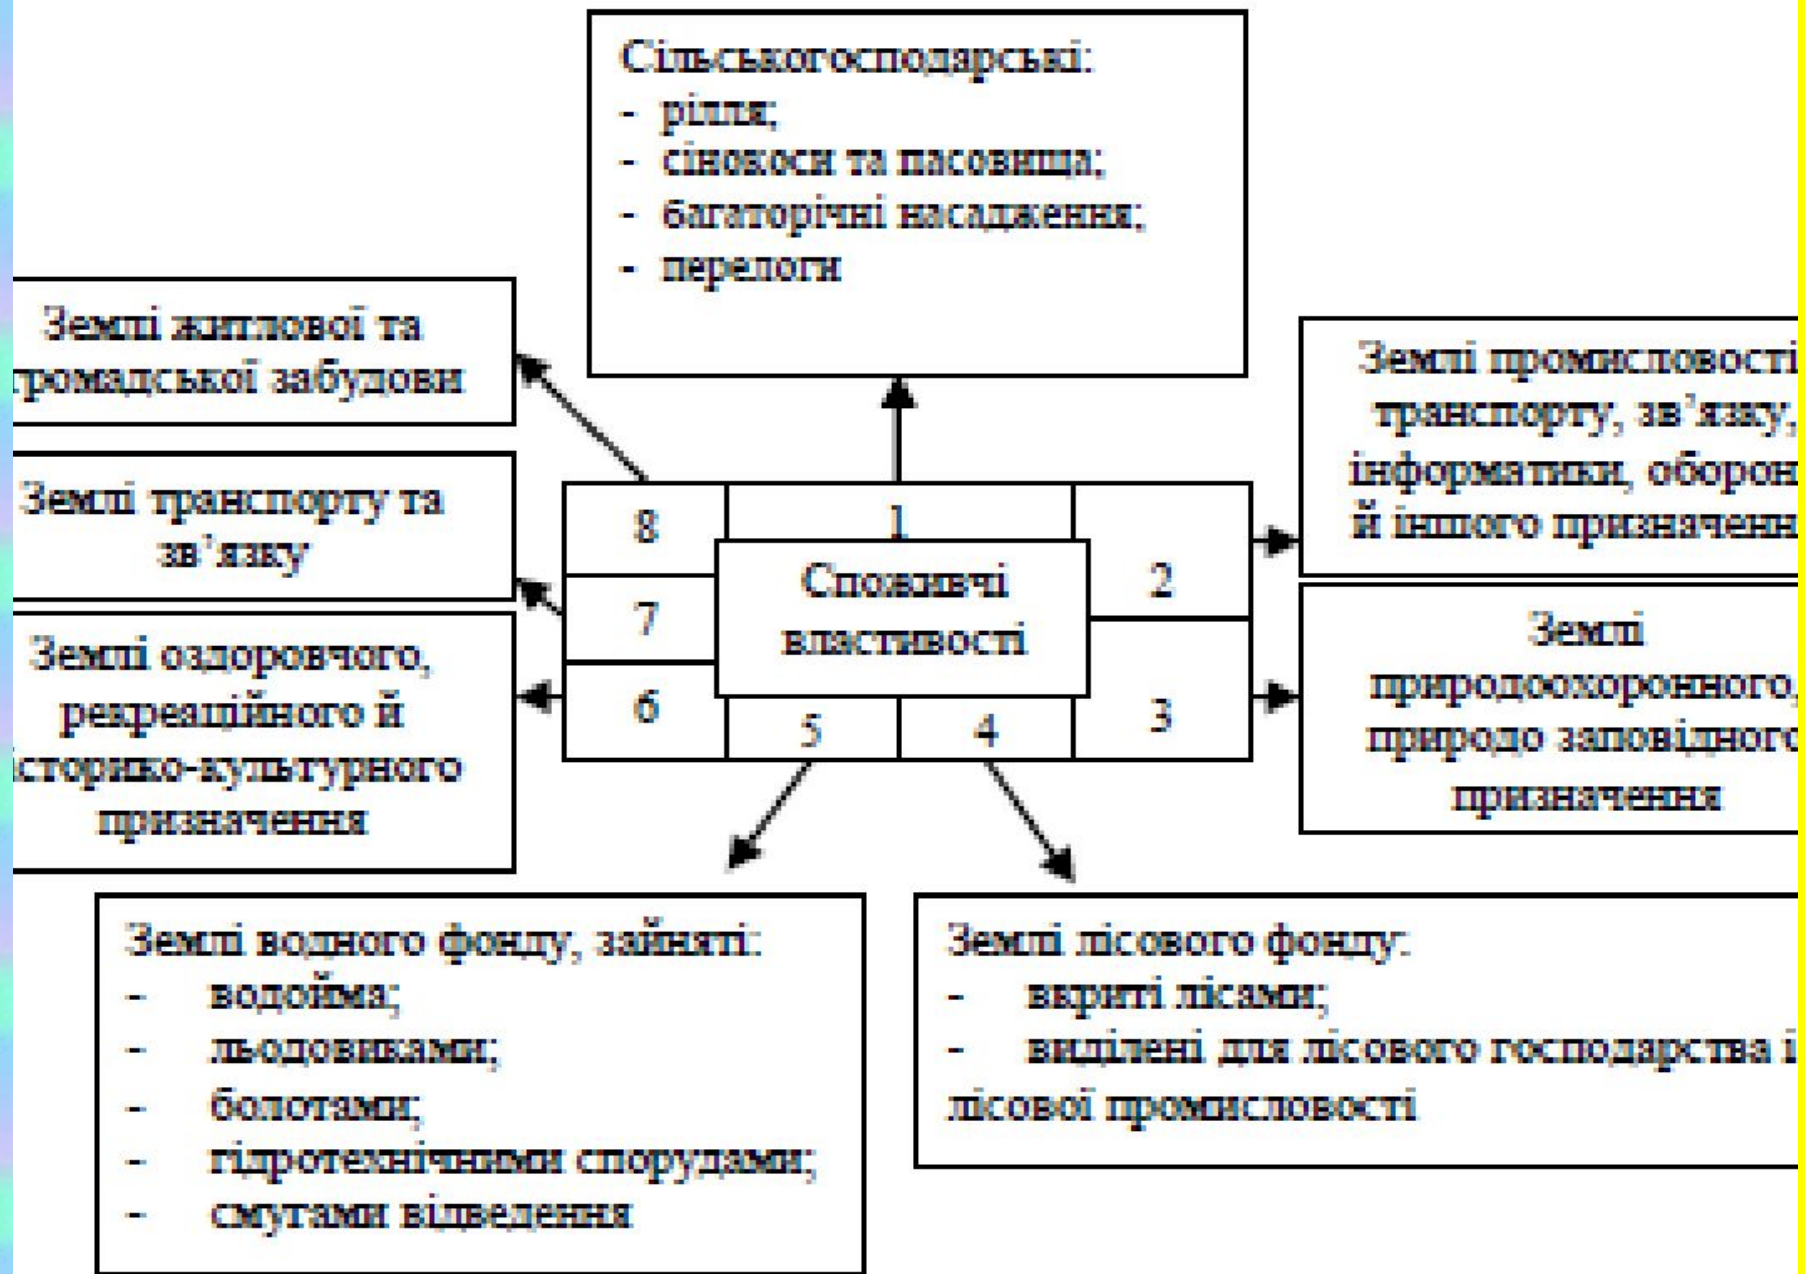 Сільськогосподарські:
- рілля;
- сінокоси та пасовища;
- багаторічні насадження;
- перелоги
Землі житлової та
громадської забудови
Землі транспорту та
зв’язку
Землі оздоровчого,
рекреаційного й
історико-культурного
призначення
8
1
7
6
5
4
2
3
Споживчі
властивості
Землі промисловості
транспорту, зв’язку,
інформатики, оборон
й іншого призначенн
Землі
природоохоронного,
природо заповідного
призначення
Землі водного фонду, зайняті:
- водойма;
- льодовиками;
- болотами;
- гідротехнічними спорудами;
- смугами відведення
Землі лісового фонду:
- вкриті лісами;
- виділені для лісового господарства і
лісової промисловості